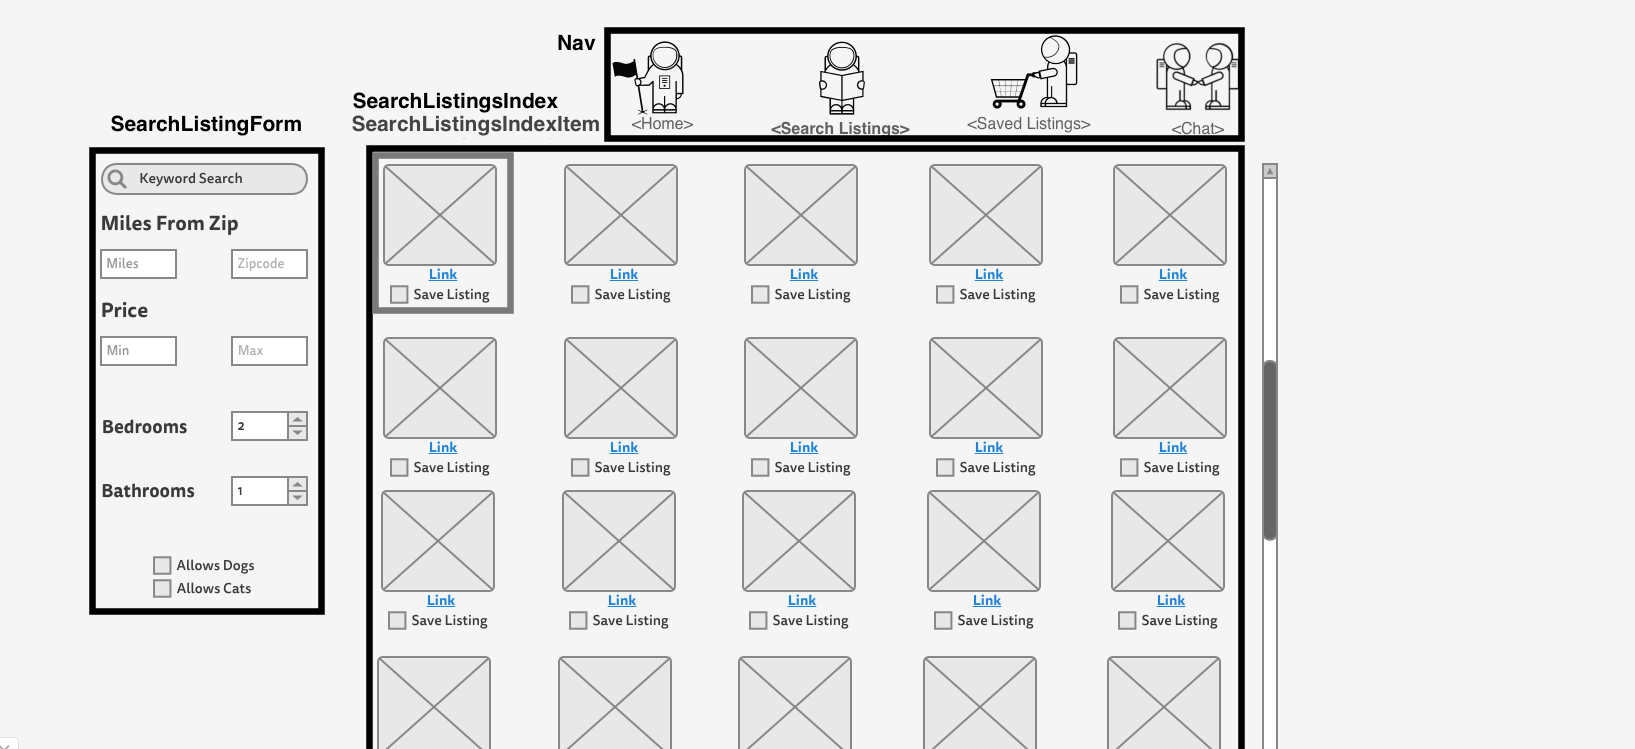 Nav
<Home>
<Search Listings>
<Saved Listings>
<Chat>
SearchListingsIndex
SearchListingsIndexItem
SearchListingForm
Keyword Search
Miles From Zip
Miles Zipcode
Price
Min Max
Bedrooms 2
Bathrooms 1
Allows Dogs
Allows Cats
Link Link Link Link Link
Save Listing Save Listing Save Listing Save Listing Save Listing
Link Link Link Link Link
Save Listing Save Listing Save Listing Save Listing Save Listing
Link Link Link Link Link
Save Listing Save Listing Save Listing Save Listing Save Listing